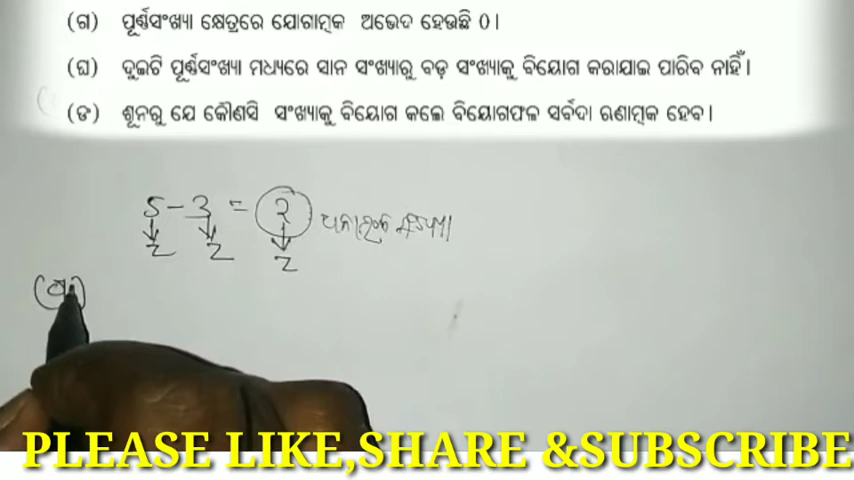 (ଗ) ପୂର୍ଣ୍ଣସଂଖ୍ୟା କ୍ଷେତ୍ରରେ ଯୋଗାତ୍ମକ ଅଭେଦ ହେଉଛି 0।
(ଘ) ଦୁଇଟି ପୂର୍ଣ୍ଣସଂଖ୍ୟା ମଧ୍ୟରେ ସାନ ସଂଖ୍ୟାରୁ ବଡ଼ ସଂଖ୍ୟାକୁ ବିୟୋଗ କରାଯାଇ ପାରିବ ନାହିଁ।
(ଙ) ଶୂନରୁ ଯେ କୌଣସି ସଂଖ୍ୟାକୁ ବିୟୋଗ କଲେ ବିୟୋଗଫଳ ସର୍ବଦା ଋଣାତ୍ମକ ହେବ।
5 - 3 = 2 ସଂଖ୍ୟା
z z z
PLEASE LIKE,SHARE &SUBSCRIBE